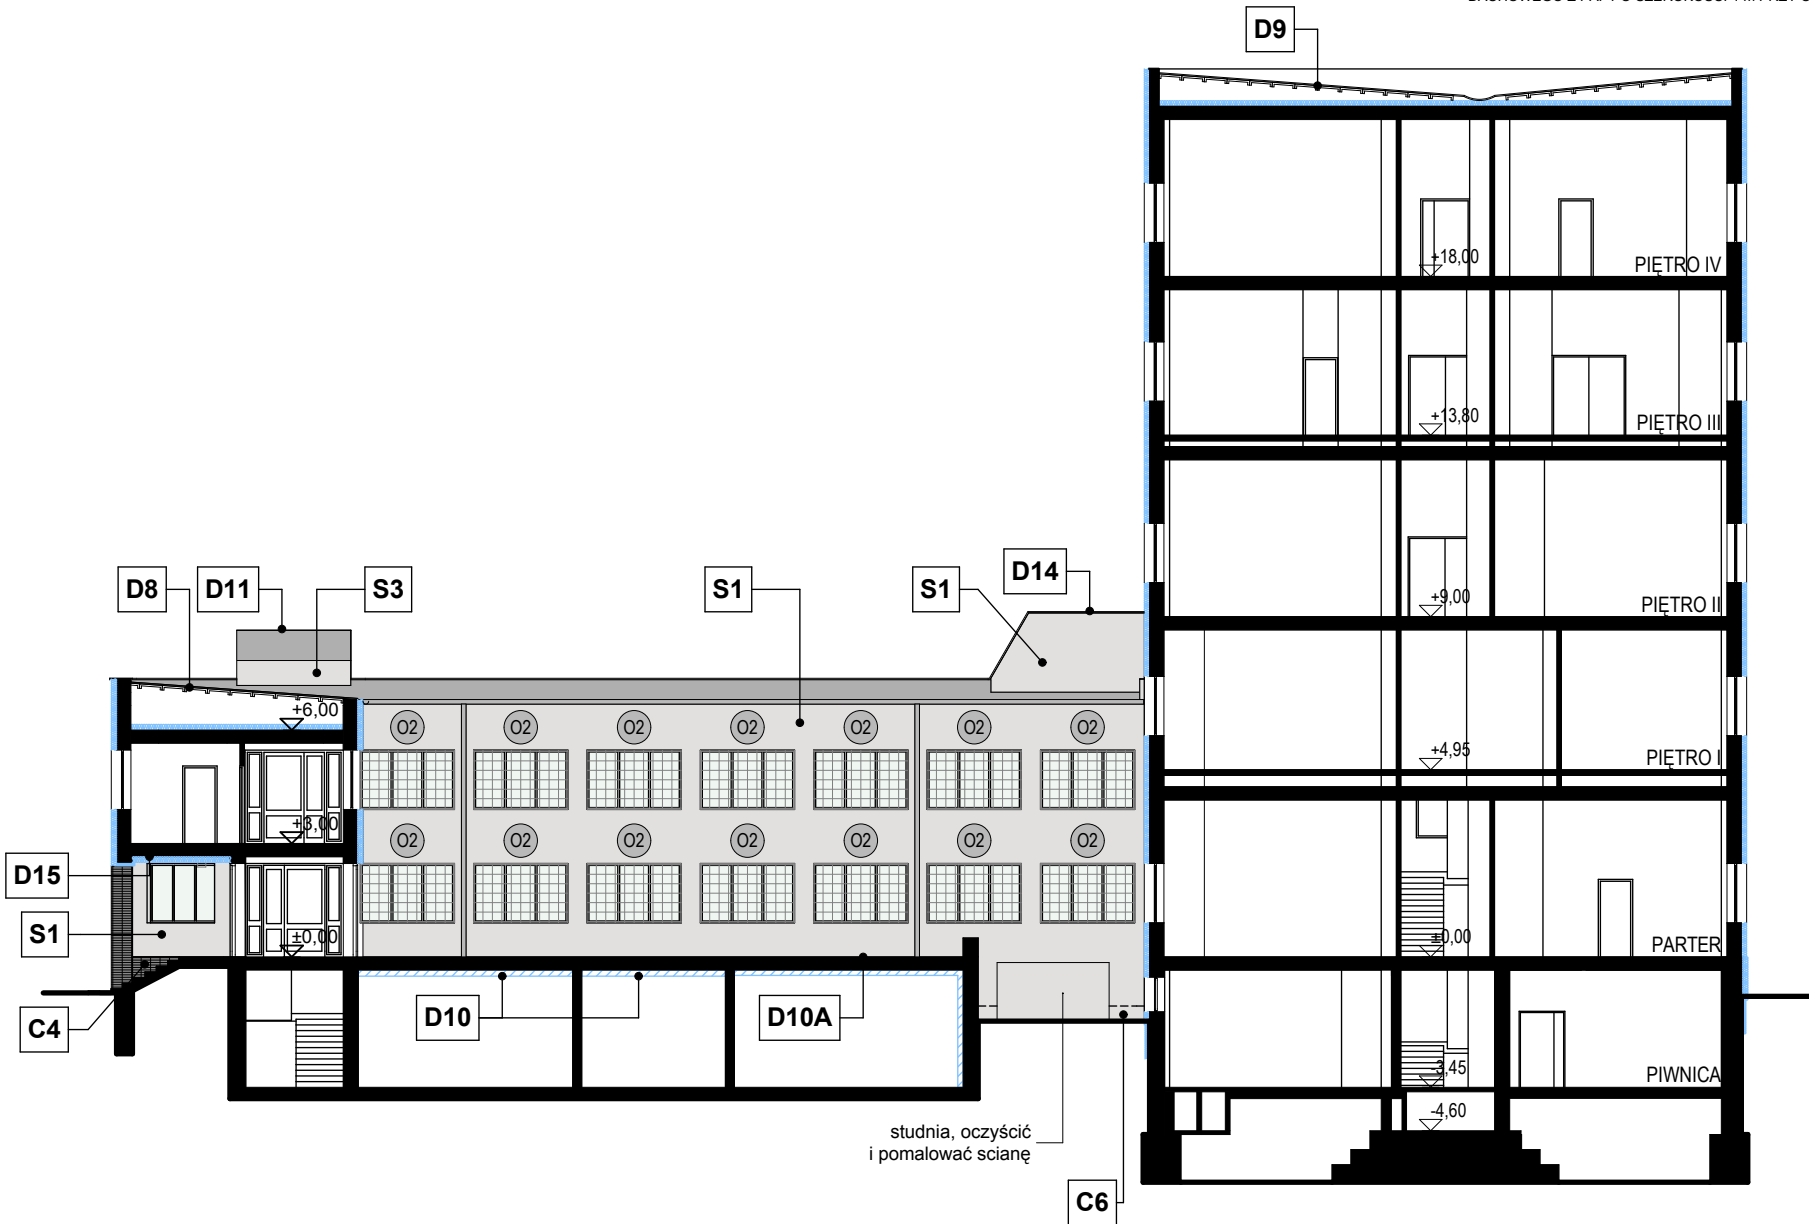 D9
+18,00
PIĘTRO IV
+13,80
PIĘTRO III
D8
D11
S3
S1
S1
D14
+9,00
PIĘTRO II
+6,00
O2 O2 O2 O2 O2 O2 O2
+4,95
PIĘTRO I
+3,00
O2 O2 O2 O2 O2 O2 O2
D15
S1
±0,00
±0,00
PARTER
C4
D10
D10A
-3,45
PIWNICA
-4,60
studnia, oczyścić
i pomalować scianę
C6